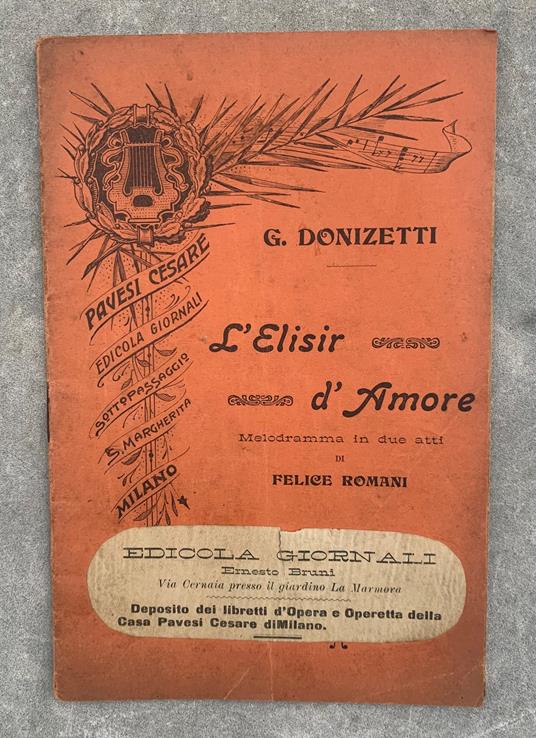 G. DONIZETTI
L'Elisir
d'Amore
Melodramma in due atti
DI
FELICE ROMANI
PAVESI CESARE
EDICOLA GIORNALI
SOTTOPASSAGGIO
S. MARGHERITA
MILANO
EDICOLA GIORNALI
Ernesto Bruni
Via Cernaia presso il giardino La Marmora
Deposito dei libretti d'Opera e Operetta della
Casa Pavesi Cesare diMilano.